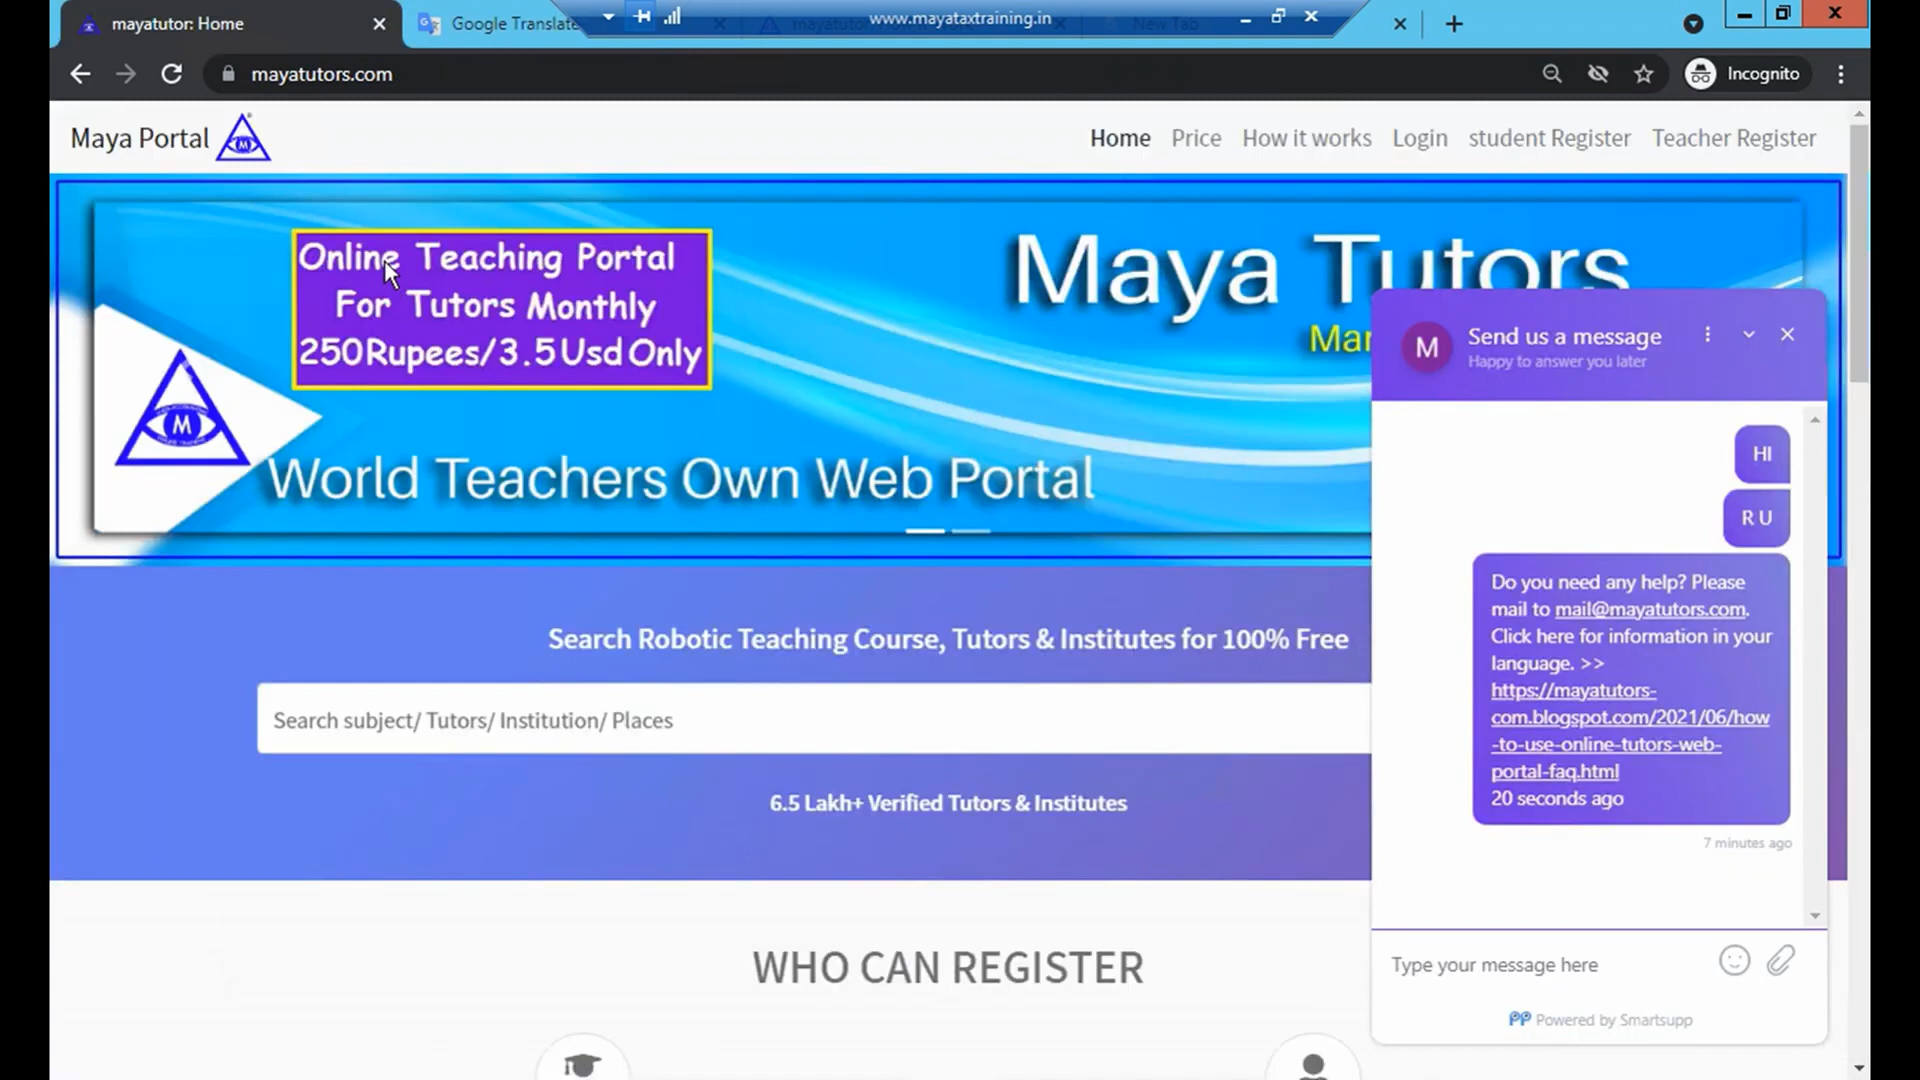 mayatutor: Home
Google Translate
www.mayataxtraining.in
New Tab
mayatutors.com
Incognito
Maya Portal
Home Price How it works Login student Register Teacher Register
Online Teaching Portal
For Tutors Monthly
250Rupees/3.5Usd Only
Maya Tutors
M
World Teachers Own Web Portal
Search Robotic Teaching Course, Tutors & Institutes for 100% Free
Search subject/ Tutors/ Institution/ Places
6.5 Lakh+ Verified Tutors & Institutes
WHO CAN REGISTER
M
Send us a message
Happy to answer you later
HI
R U
Do you need any help? Please
mail to mail@mayatutors.com.
Click here for information in your
language. >>
https://mayatutors-
com.blogspot.com/2021/06/how
-to-use-online-tutors-web-
portal-faq.html
20 seconds ago
7 minutes ago
Type your message here
Powered by Smartsupp